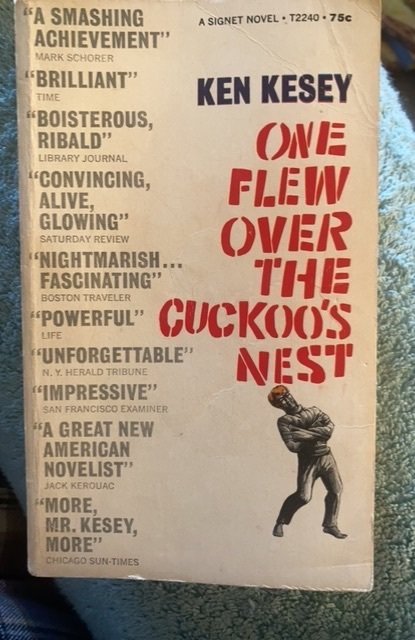 "A SMASHING
ACHIEVEMENT"
MARK SCHORER
"BRILLIANT"
TIME
"BOISTEROUS,
RIBALD"
LIBRARY JOURNAL
"CONVINCING,
ALIVE,
GLOWING"
SATURDAY REVIEW
"NIGHTMARISH...
FASCINATING"
BOSTON TRAVELER
"POWERFUL"
LIFE
"UNFORGETTABLE"
N. Y. HERALD TRIBUNE
"IMPRESSIVE"
SAN FRANCISCO EXAMINER
"A GREAT NEW
AMERICAN
NOVELIST"
JACK KEROUAC
"MORE,
MR. KESEY,
MORE"
CHICAGO SUN-TIMES
A SIGNET NOVEL • T2240 • 75c
KEN KESEY
ONE
FLEW
OVER
THE
CUCKOO'S
NEST